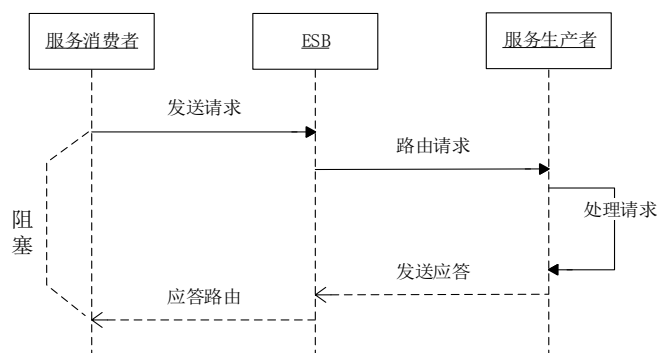 服务消费者
ESB
服务生产者
发送请求
路由请求
处理请求
阻塞
发送应答
应答路由